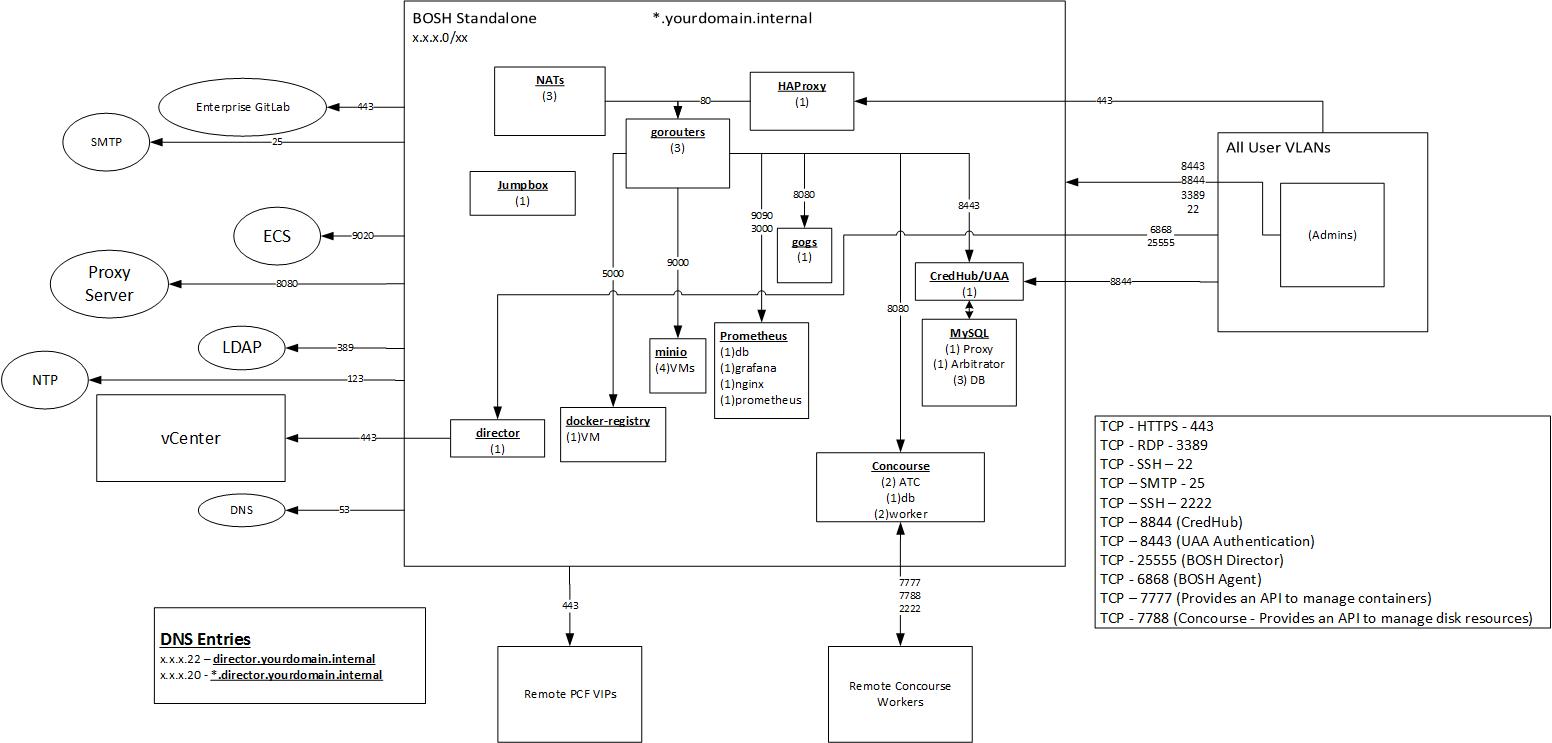 BOSH Standalone
*.yourdomain.internal
x.x.x.0/xx
NATs
(3)
HAProxy
(1)
80
443
gorouters
(3)
Jumpbox
(1)
8080
9090
3000
8443
gogs
(1)
5000
9000
8080
CredHub/UAA
(1)
MySQL
(1) Proxy
(1) Arbitrator
(3) DB
minio
(4)VMs
Prometheus
(1)db
(1)grafana
(1)nginx
(1)prometheus
docker-registry
(1)VM
director
(1)
Concourse
(2) ATC
(1)db
(2)worker
Enterprise GitLab
443
SMTP
25
ECS
9020
Proxy
Server
8080
LDAP
389
NTP
123
vCenter
443
DNS
53
All User VLANs
(Admins)
8443
8844
3389
22
6868
25555
8844
443
Remote PCF VIPs
7777
7788
2222
Remote Concourse
Workers
DNS Entries
x.x.x.22 – director.yourdomain.internal
x.x.x.20 - *.director.yourdomain.internal
TCP - HTTPS - 443
TCP - RDP - 3389
TCP - SSH – 22
TCP – SMTP - 25
TCP – SSH – 2222
TCP – 8844 (CredHub)
TCP – 8443 (UAA Authentication)
TCP - 25555 (BOSH Director)
TCP - 6868 (BOSH Agent)
TCP – 7777 (Provides an API to manage containers)
TCP - 7788 (Concourse - Provides an API to manage disk resources)